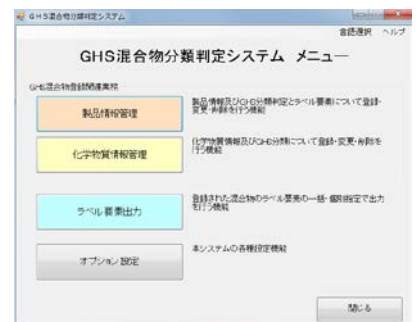 GHS混合物分類判定システム
言語選択 ヘルプ
GHS混合物分類判定システム メニュー
GHS混合物登録関連業務
製品情報管理
製品情報及びGHS分類判定とラベル要素について登録・
変更・削除を行う機能
化学物質情報管理
化学物質情報及びGHS分類について登録・変更・削除を
行う機能
ラベル要素出力
登録された混合物のラベル要素の一括・個別指定で出力
を行う機能
オプション設定
本システムの各種設定機能
閉じる